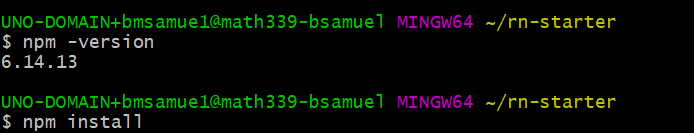 UNO-DOMAIN+bmsamue1@math339-bsamuel MINGW64 ~/rn-starter
$ npm -version
6.14.13
UNO-DOMAIN+bmsamue1@math339-bsamuel MINGW64 ~/rn-starter
$ npm install